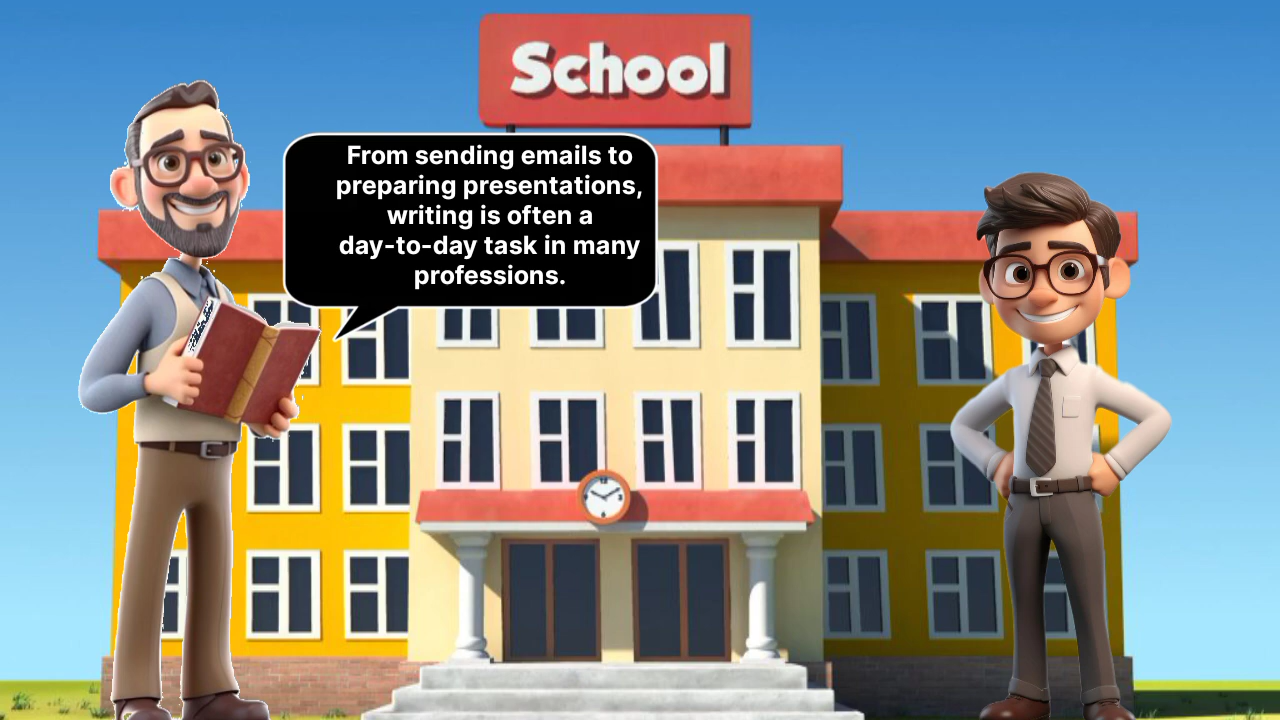 School
From sending emails to
preparing presentations,
writing is often a
day-to-day task in many
professions.